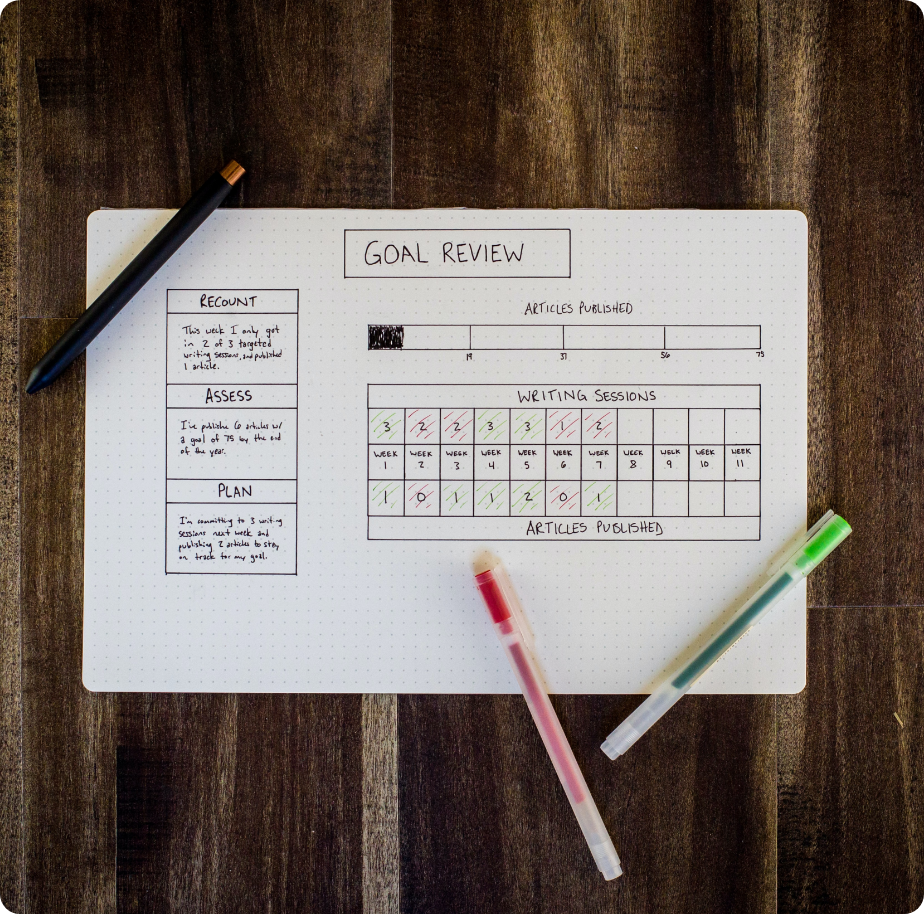 GOAL REVIEW
RECOUNT
This week I only got
in 2 of 3 targeted
writing sessions, and published
1 article.
ASSESS
I've publishe 6 articles w/
a goal of 75 by the end
of the year.
PLAN
I'm committing to 3 writing
sessions next week and
publishing 2 articles to stay
on track for my goal.
ARTICLES PUBLISHED
19 37 56 75
WRITING SESSIONS
3 2 2 3 3 1 2
WEEK WEEK WEEK WEEK WEEK WEEK WEEK WEEK WEEK WEEK WEEK
1 2 3 4 5 6 7 8 9 10 11
1 0 1 1 2 0 1
ARTICLES PUBLISHED